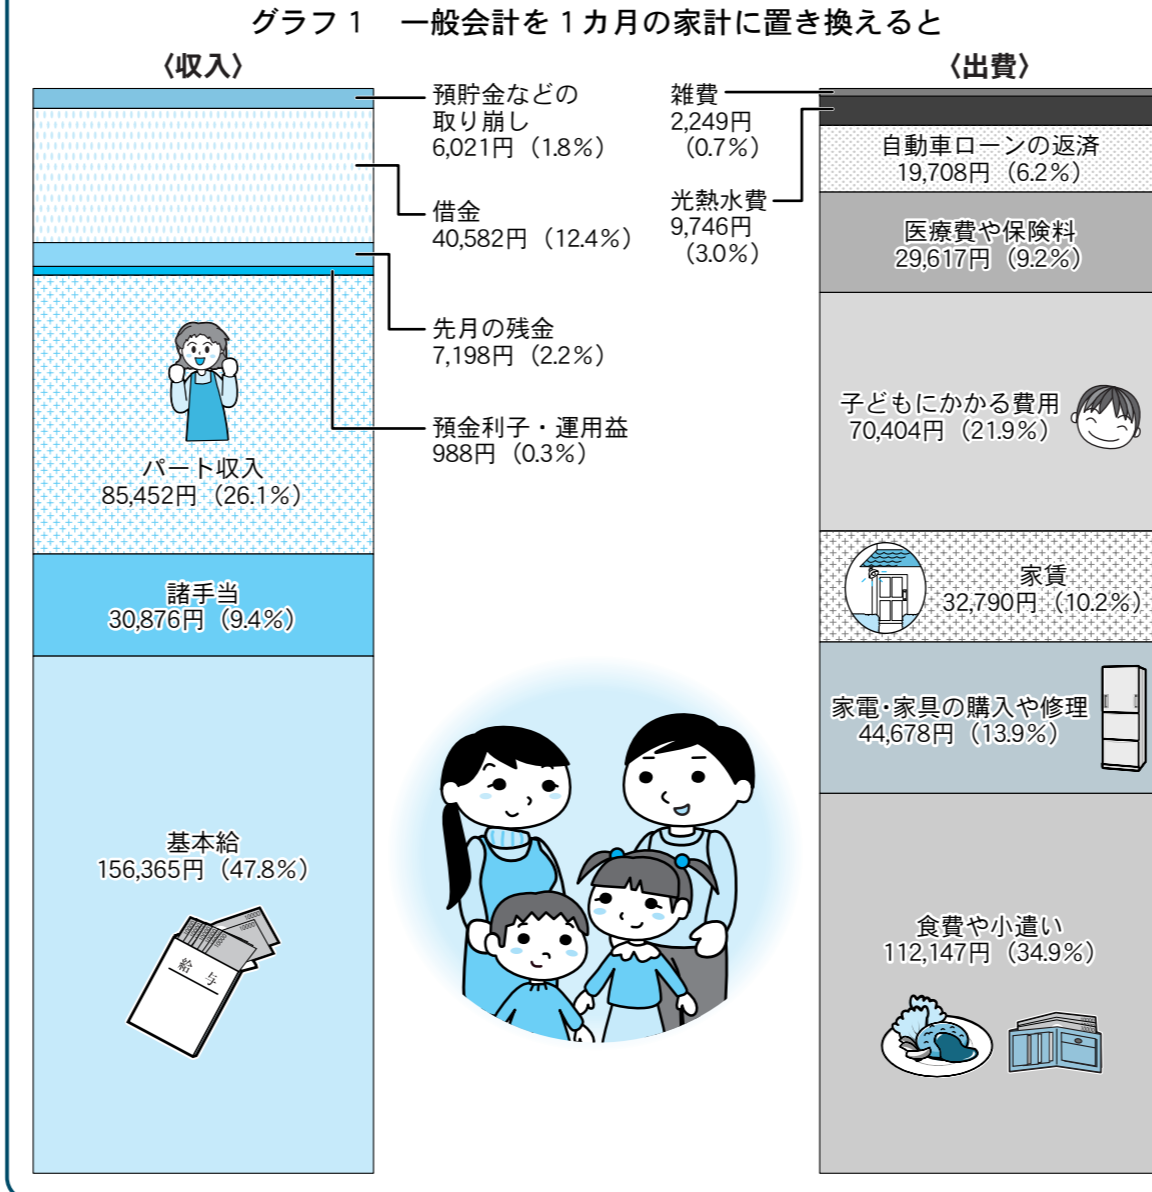 グラフ1　一般会計を1カ月の家計に置き換えると
〈収入〉
預貯金などの
取り崩し
6,021円（1.8％）
借金
40,582円（12.4％）
先月の残金
7,198円（2.2％）
預金利子・運用益
988円（0.3％）
パート収入
85,452円（26.1％）
諸手当
30,876円（9.4％）
基本給
156,365円（47.8％）
給与
〈出費〉
雑費
2,249円
（0.7％）
光熱水費
9,746円
（3.0％）
自動車ローンの返済
19,708円（6.2％）
医療費や保険料
29,617円（9.2％）
子どもにかかる費用
70,404円（21.9％）
家賃
32,790円（10.2％）
家電・家具の購入や修理
44,678円（13.9％）
食費や小遣い
112,147円（34.9％）